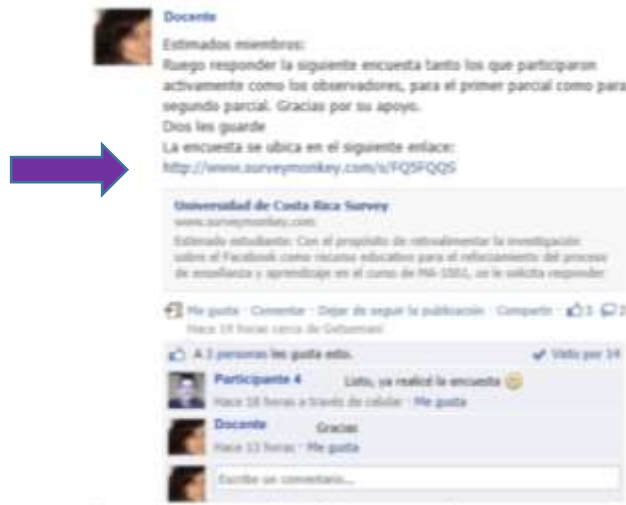 Docente
Estimados miembros:
Ruego responder la siguiente encuesta tanto los que participaron
activamente como los observadores, para el primer parcial como para
segundo parcial. Gracias por su apoyo.
Dios les guarde
La encuesta se ubica en el siguiente enlace:
http://www.surveymonkey.com/s/FQ5FQQS
Universidad de Costa Rica Survey
www.surveymonkey.com
Estimado estudiante: Con el propósito de retroalimentar la investigación
sobre el Facebook como recurso educativo para el reforzamiento del proceso
de enseñanza y aprendizaje en el curso de MA-1001, se le solicita responder
Me gusta · Comentar · Dejar de seguir la publicación · Compartir · 3 2
Hace 19 horas cerca de Getsemaní
A 3 personas les gusta esto. Visto por 14
Participante 4 Listo, ya realicé la encuesta
Hace 18 horas a través de celular · Me gusta
Docente Gracias
Hace 13 horas · Me gusta
Escribe un comentario...